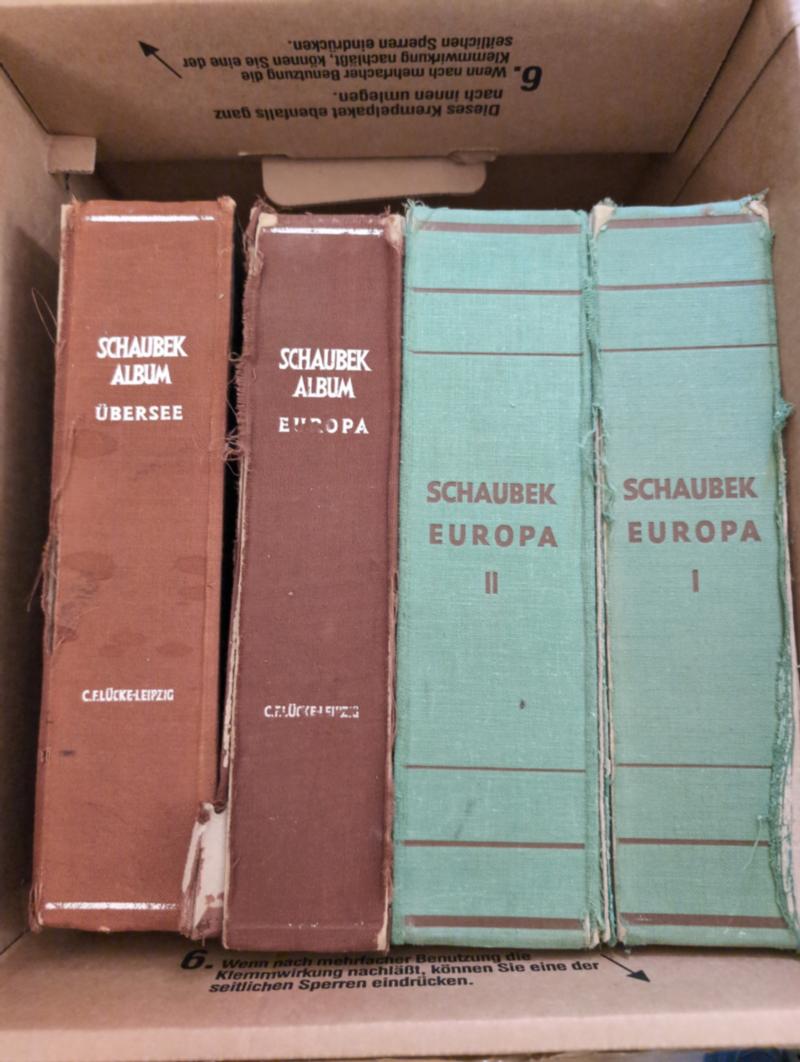 Dieses Krempelpaket ebenfalls ganz
nach innen umlegen.
6. Wenn nach mehrfacher Benutzung die
Klemmwirkung nachläßt, können Sie eine der
seitlichen Sperren eindrücken.
SCHAUBEK
ALBUM
ÜBERSEE
C.F.LÜCKE-LEIPZIG
SCHAUBEK
ALBUM
EUROPA
C.F.LÜCKE-LEIPZIG
SCHAUBEK
EUROPA
II
SCHAUBEK
EUROPA
I
6. Wenn nach mehrfacher Benutzung die
Klemmwirkung nachläßt, können Sie eine der
seitlichen Sperren eindrücken.